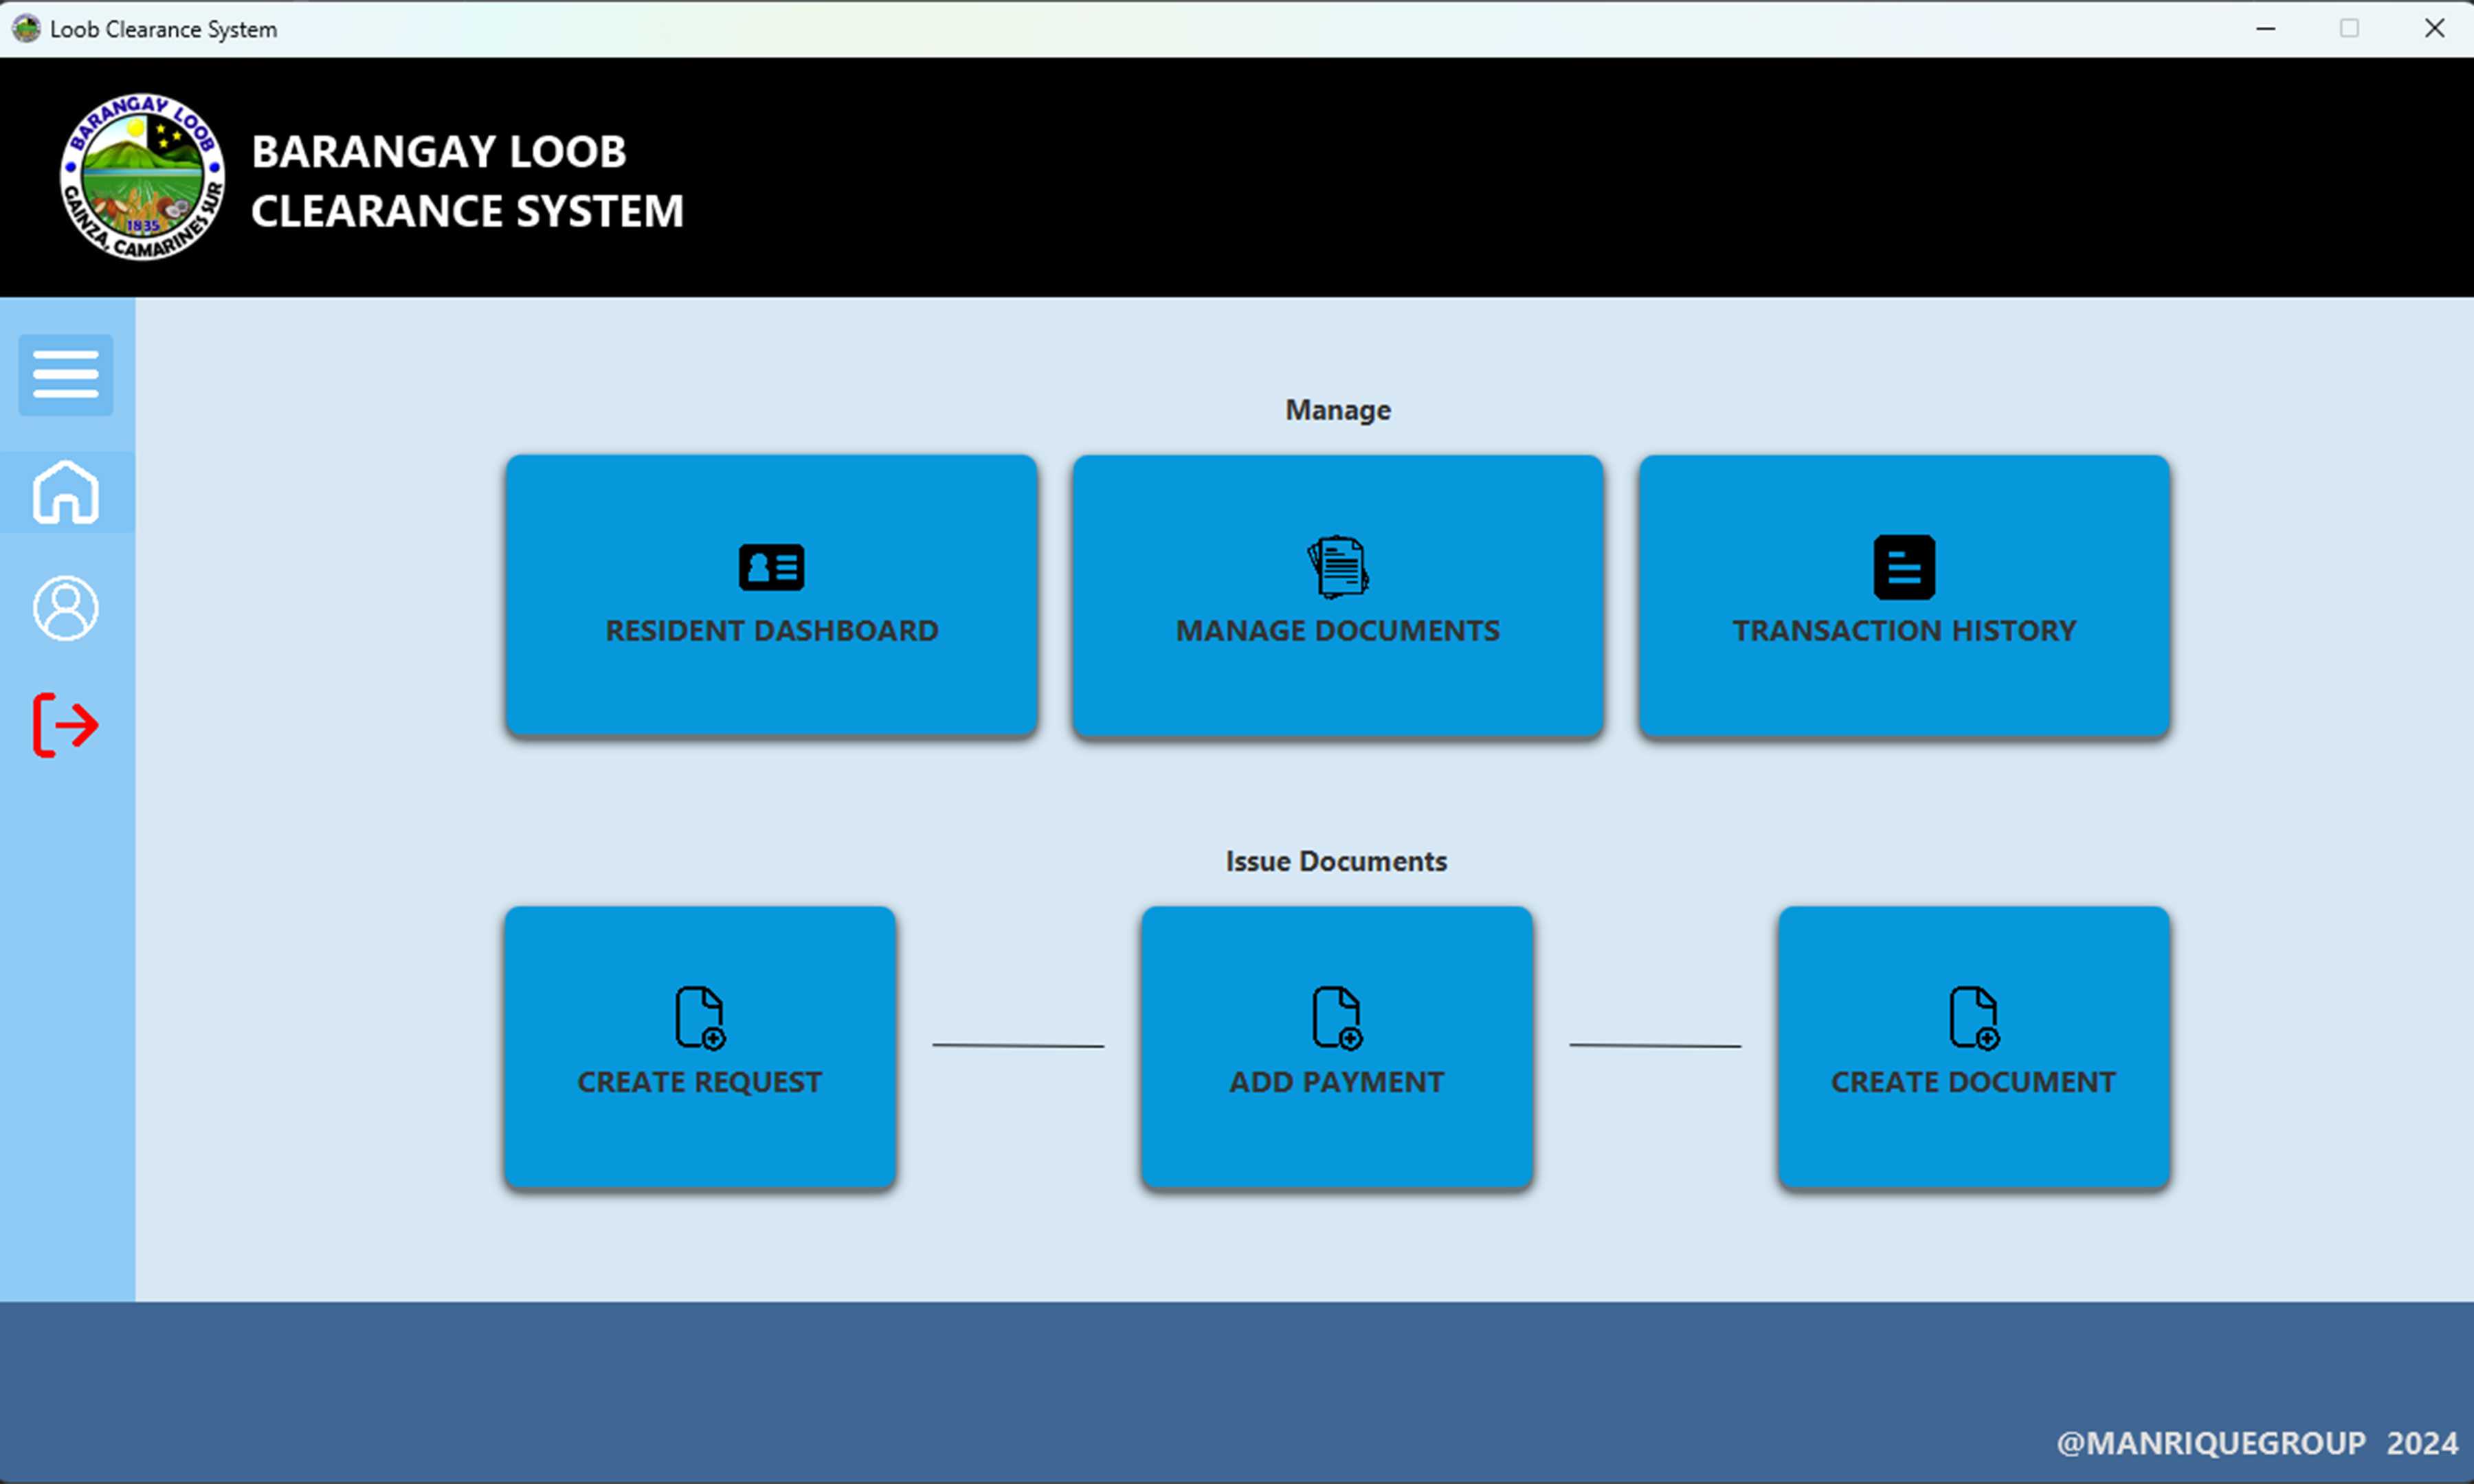 Loob Clearance System
BARANGAY LOOB
GAINZA, CAMARINES SUR
1835
BARANGAY LOOB
CLEARANCE SYSTEM
Manage
RESIDENT DASHBOARD
MANAGE DOCUMENTS
TRANSACTION HISTORY
Issue Documents
CREATE REQUEST
ADD PAYMENT
CREATE DOCUMENT
@MANRIQUEGROUP 2024